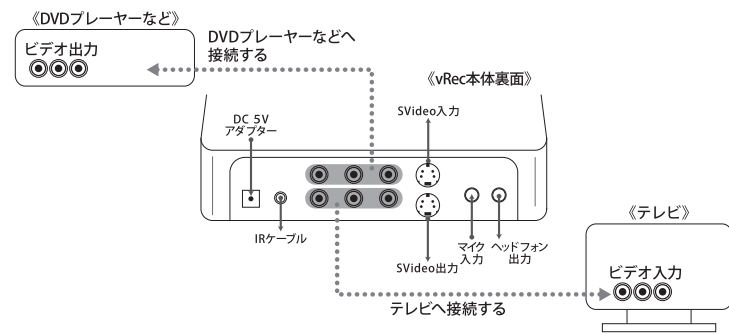 《DVDプレーヤーなど》
ビデオ出力
DVDプレーヤーなどへ
接続する
《vRec本体裏面》
SVideo入力
DC 5V
アダプター
IRケーブル
SVideo出力
マイク
入力
ヘッドフォン
出力
《テレビ》
ビデオ入力
テレビへ接続する